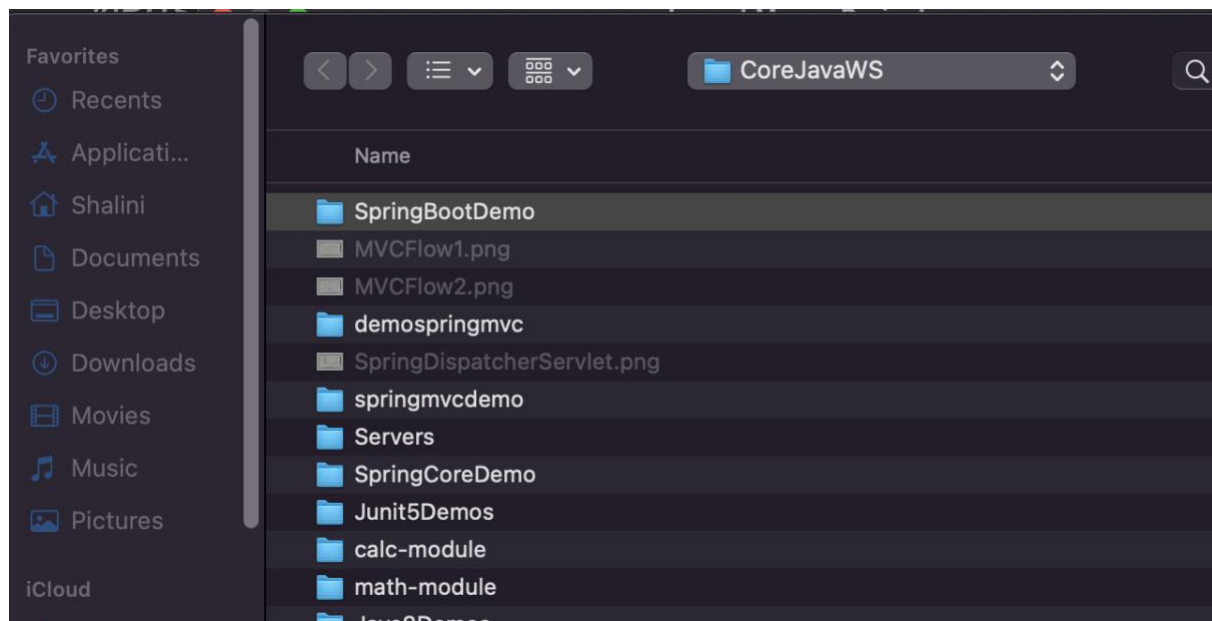 Favorites
Recents
Applicati...
Shalini
Documents
Desktop
Downloads
Movies
Music
Pictures
iCloud
CoreJavaWS
Name
SpringBootDemo
MVCFlow1.png
MVCFlow2.png
demospringmvc
SpringDispatcherServlet.png
springmvcdemo
Servers
SpringCoreDemo
Junit5Demos
calc-module
math-module